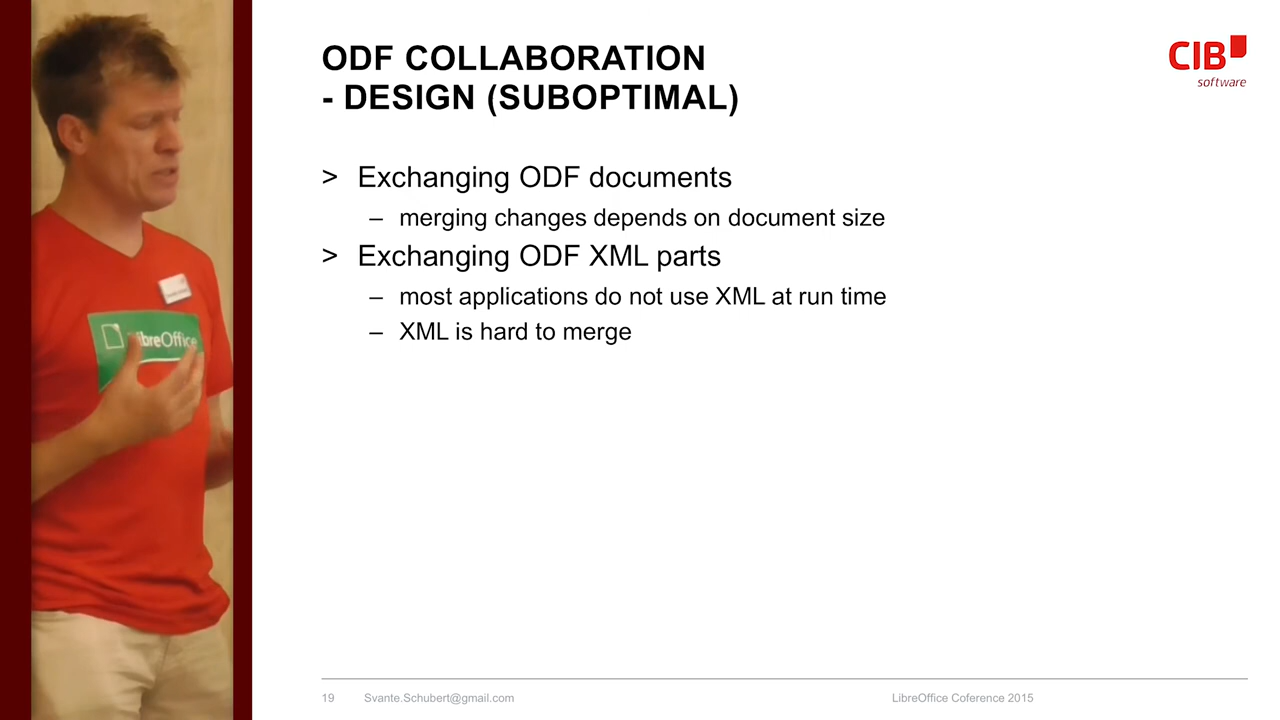 ODF COLLABORATION
- DESIGN (SUBOPTIMAL)
CIB
software
> Exchanging ODF documents
– merging changes depends on document size
> Exchanging ODF XML parts
– most applications do not use XML at run time
– XML is hard to merge
LibreOffice
19 Svante.Schubert@gmail.com LibreOffice Coference 2015